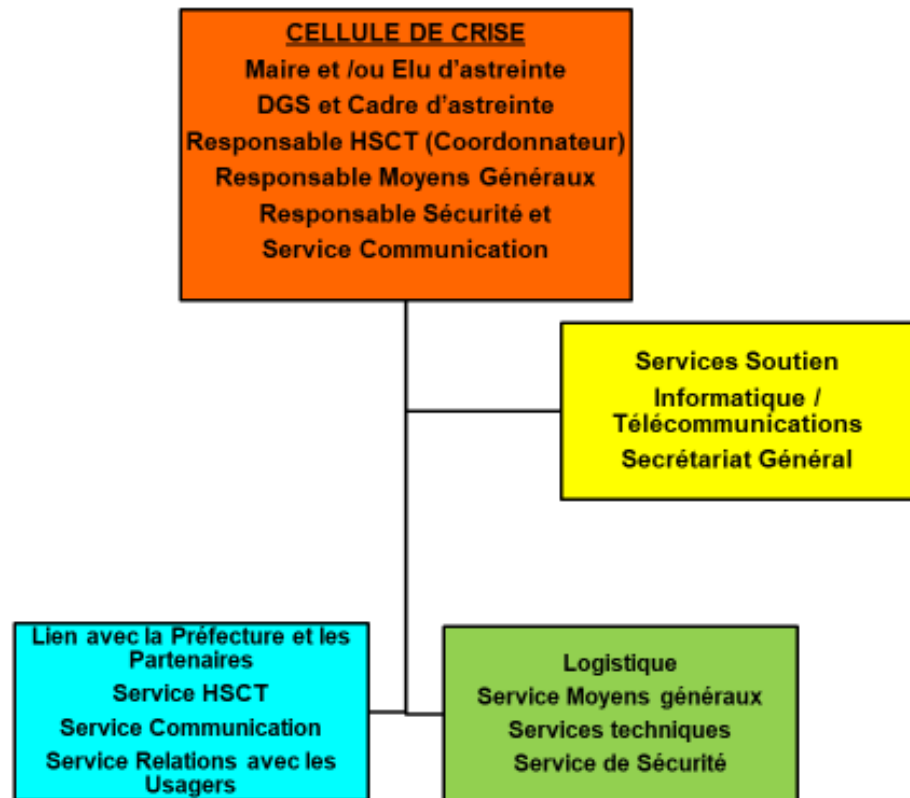 CELLULE DE CRISE
Maire et /ou Elu d'astreinte
DGS et Cadre d'astreinte
Responsable HSCT (Coordonnateur)
Responsable Moyens Généraux
Responsable Sécurité et
Service Communication
Services Soutien
Informatique /
Télécommunications
Secrétariat Général
Lien avec la Préfecture et les
Partenaires
Service HSCT
Service Communication
Service Relations avec les
Usagers
Logistique
Service Moyens généraux
Services techniques
Service de Sécurité